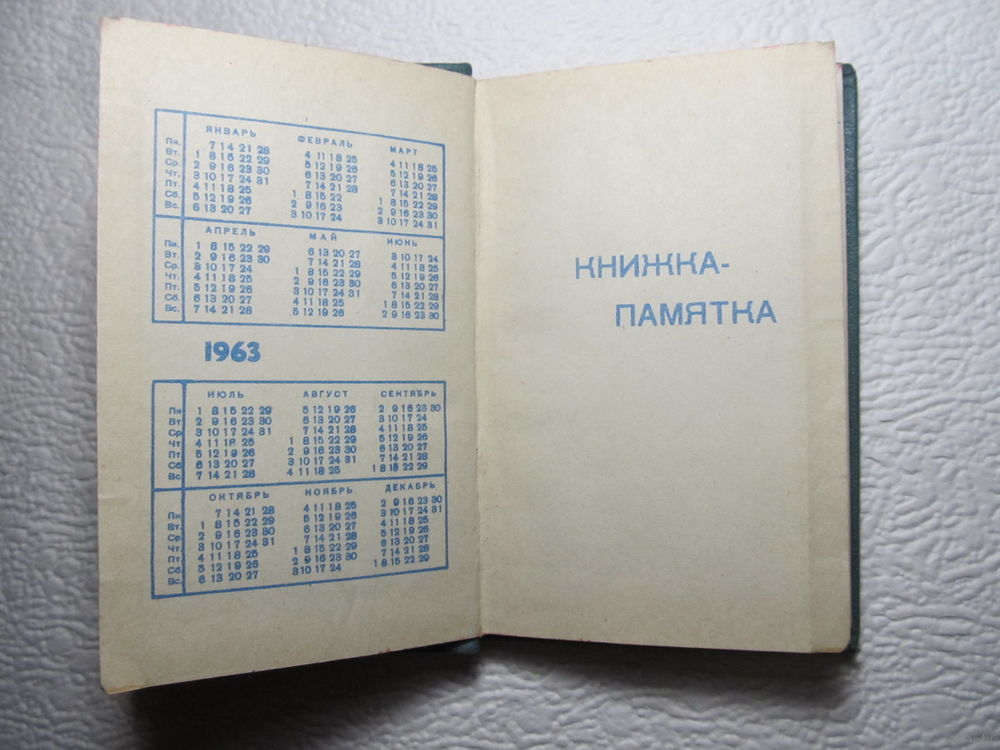 ЯНВАРЬ ФЕВРАЛЬ МАРТ
Пн. 7 14 21 28 4 11 18 25 4 11 18 25
Вт. 1 8 15 22 29 5 12 19 26 5 12 19 26
Ср. 2 9 16 23 30 6 13 20 27 6 13 20 27
Чт. 3 10 17 24 31 7 14 21 28 7 14 21 28
Пт. 4 11 18 25 1 8 15 22 1 8 15 22 29
Сб. 5 12 19 26 2 9 16 23 2 9 16 23 30
Вс. 6 13 20 27 3 10 17 24 3 10 17 24 31
АПРЕЛЬ МАЙ ИЮНЬ
Пн. 1 8 15 22 29 6 13 20 27 3 10 17 24
Вт. 2 9 16 23 30 7 14 21 28 4 11 18 25
Ср. 3 10 17 24 1 8 15 22 29 5 12 19 26
Чт. 4 11 18 25 2 9 16 23 30 6 13 20 27
Пт. 5 12 19 26 3 10 17 24 31 7 14 21 28
Сб. 6 13 20 27 4 11 18 25 1 8 15 22 29
Вс. 7 14 21 28 5 12 19 26 2 9 16 23 30
1963
ИЮЛЬ АВГУСТ СЕНТЯБРЬ
Пн 1 8 15 22 29 5 12 19 26 2 9 16 23 30
Вт 2 9 16 23 30 6 13 20 27 3 10 17 24
Ср 3 10 17 24 31 7 14 21 28 4 11 18 25
Чт 4 11 18 25 1 8 15 22 29 5 12 19 26
Пт 5 12 19 26 2 9 16 23 30 6 13 20 27
Сб 6 13 20 27 3 10 17 24 31 7 14 21 28
Вс 7 14 21 28 4 11 18 25 1 8 15 22 29
ОКТЯБРЬ НОЯБРЬ ДЕКАБРЬ
Пн. 7 14 21 28 4 11 18 25 2 9 16 23 30
Вт. 1 8 15 22 29 5 12 19 26 3 10 17 24 31
Ср. 2 9 16 23 30 6 13 20 27 4 11 18 25
Чт. 3 10 17 24 31 7 14 21 28 5 12 19 26
Пт. 4 11 18 25 1 8 15 22 29 6 13 20 27
Сб. 5 12 19 26 2 9 16 23 30 7 14 21 28
Вс. 6 13 20 27 3 10 17 24 1 8 15 22 29
КНИЖКА-
ПАМЯТКА